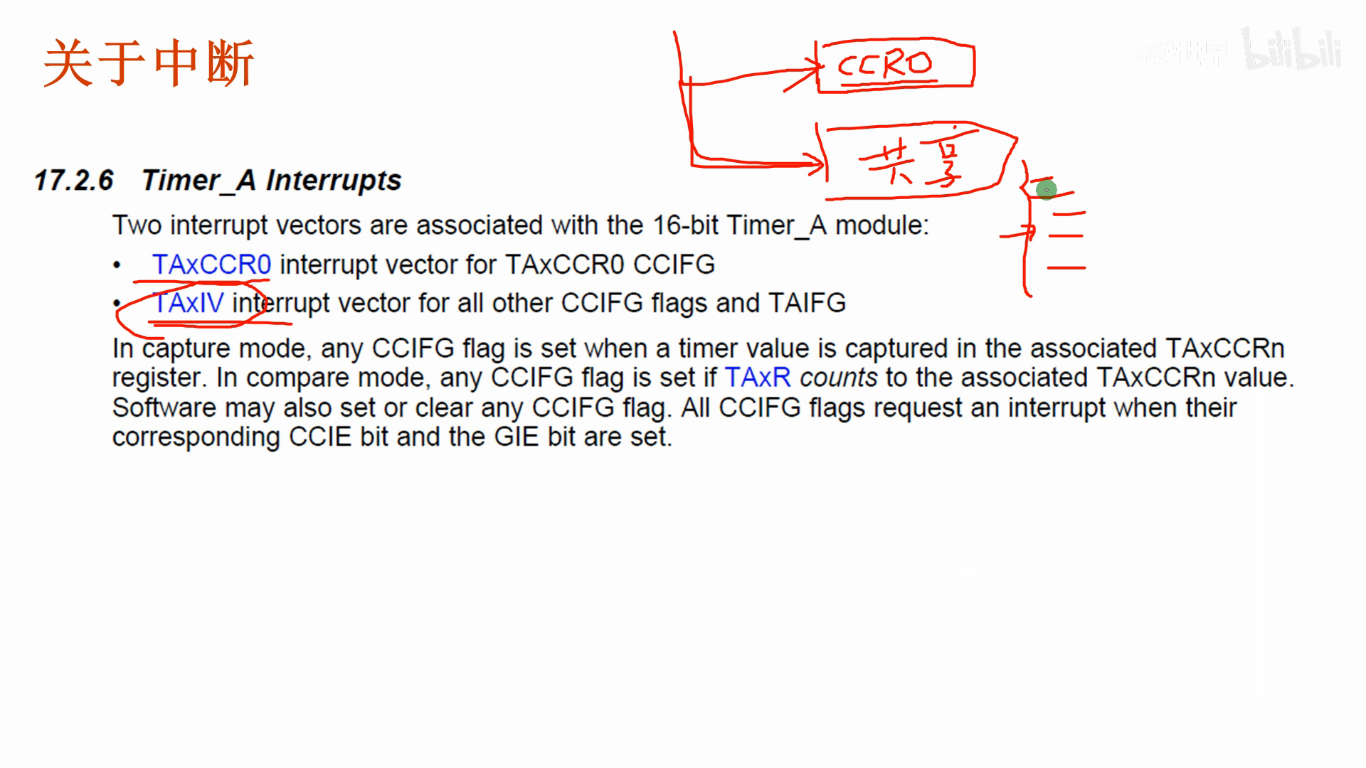 关于中断
CCR0
共享
bilibili
17.2.6 Timer_A Interrupts
Two interrupt vectors are associated with the 16-bit Timer_A module:
• TAxCCR0 interrupt vector for TAxCCR0 CCIFG
• TAxIV interrupt vector for all other CCIFG flags and TAIFG
In capture mode, any CCIFG flag is set when a timer value is captured in the associated TAxCCRn
register. In compare mode, any CCIFG flag is set if TAxR counts to the associated TAxCCRn value.
Software may also set or clear any CCIFG flag. All CCIFG flags request an interrupt when their
corresponding CCIE bit and the GIE bit are set.